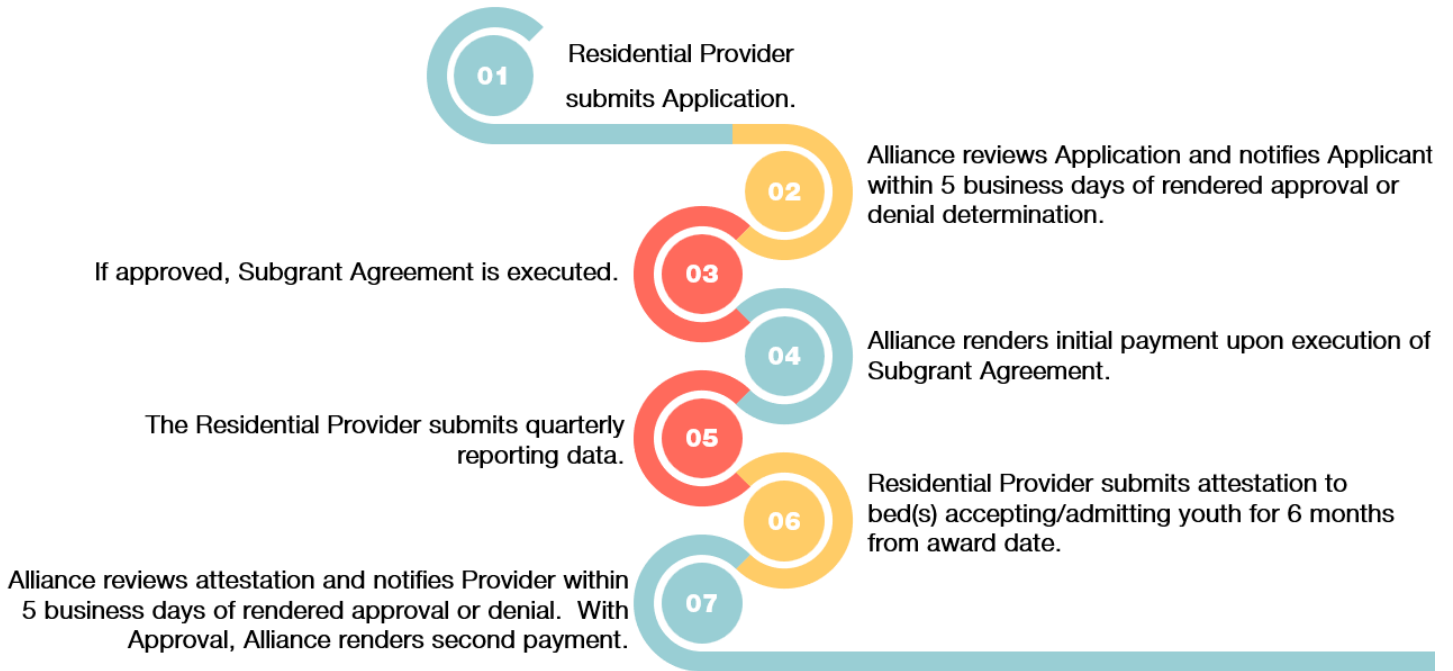 01
Residential Provider
submits Application.
02
Alliance reviews Application and notifies Applicant
within 5 business days of rendered approval or
denial determination.
03
If approved, Subgrant Agreement is executed.
04
Alliance renders initial payment upon execution of
Subgrant Agreement.
05
The Residential Provider submits quarterly
reporting data.
06
Residential Provider submits attestation to
bed(s) accepting/admitting youth for 6 months
from award date.
07
Alliance reviews attestation and notifies Provider within
5 business days of rendered approval or denial.  With
Approval, Alliance renders second payment.